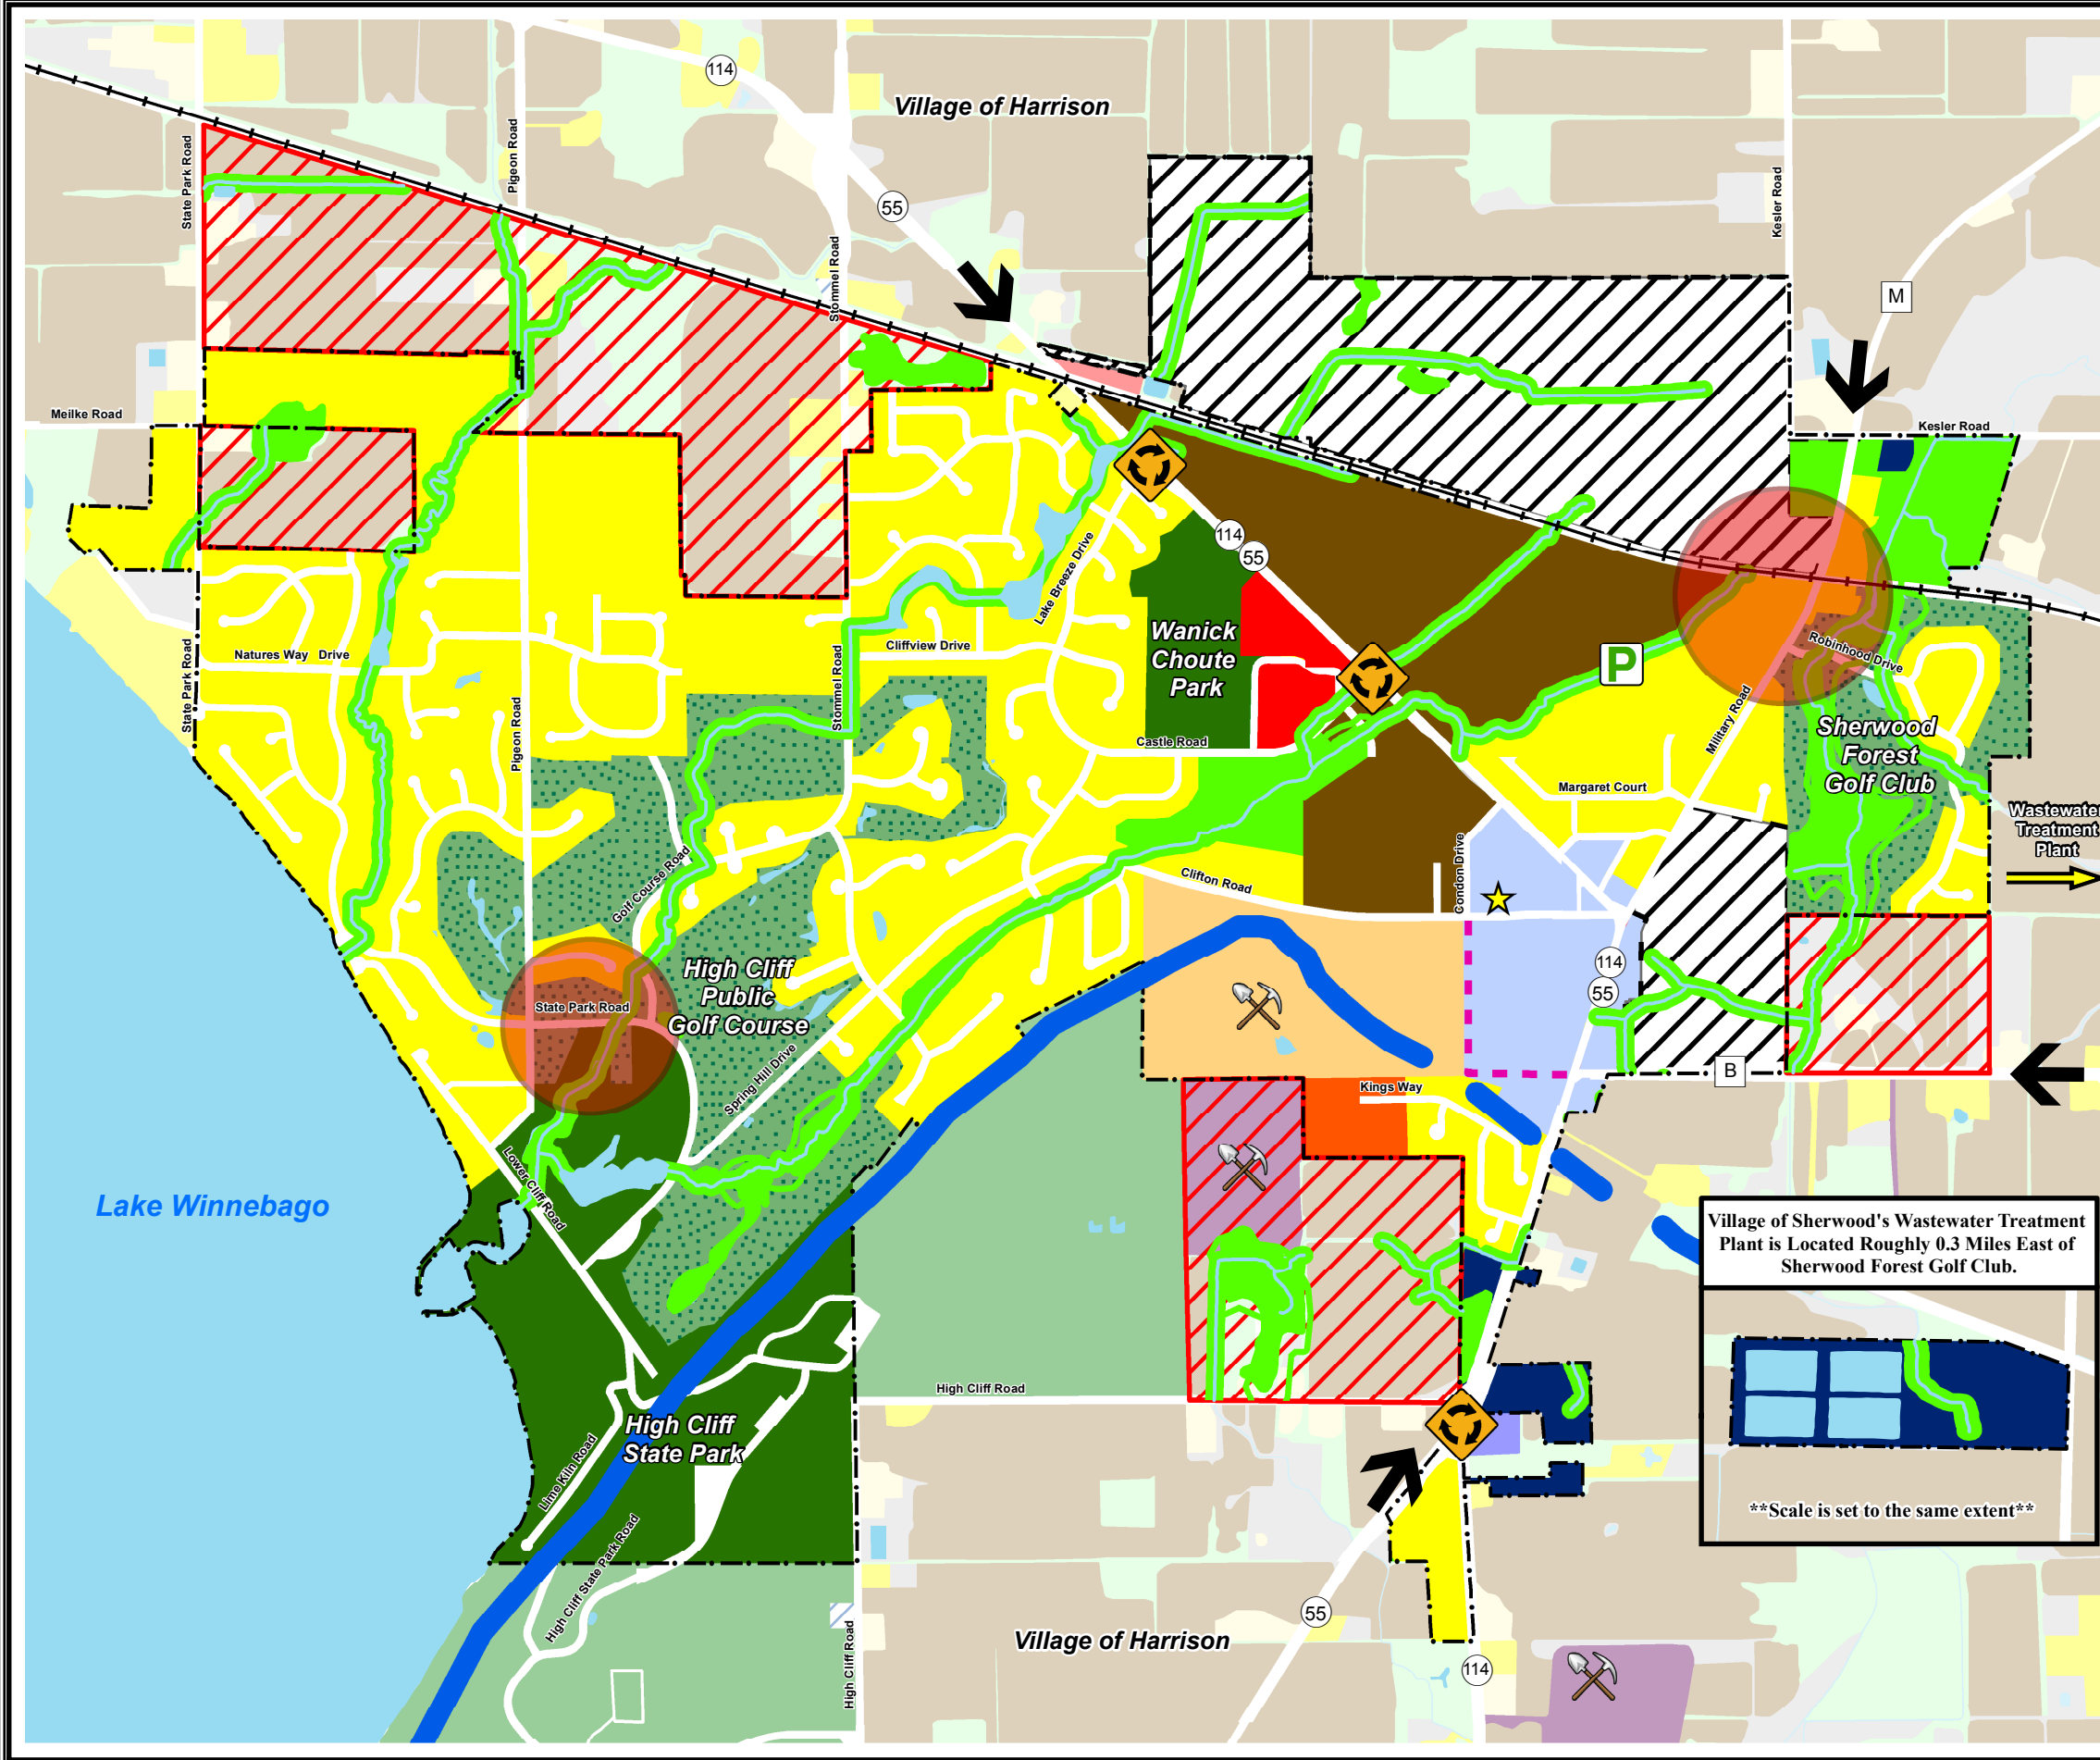 114
Village of Harrison
State Park Road
Pigeon Road
55
Stommel Road
Kesler Road
M
Meilke Road
Kesler Road
114
55
Lake Breeze Drive
Wanick
Choute
Park
Natures Way Drive
Cliffview Drive
P
Robinhood Drive
State Park Road
Pigeon Road
Stommel Road
Castle Road
Military Road
Sherwood
Forest
Golf Club
Margaret Court
Wastewater
Treatment
Plant
Golf Course Road
Clifton Road
Condon Drive
High Cliff
Public
Golf Course
State Park Road
114
55
Spring Hill Drive
Kings Way
B
Lower Cliff Road
Lake Winnebago
Village of Sherwood's Wastewater Treatment
Plant is Located Roughly 0.3 Miles East of
Sherwood Forest Golf Club.
High Cliff Road
High Cliff
State Park
Lime Kiln Road
**Scale is set to the same extent**
High Cliff State Park Road
High Cliff Road
55
Village of Harrison
114